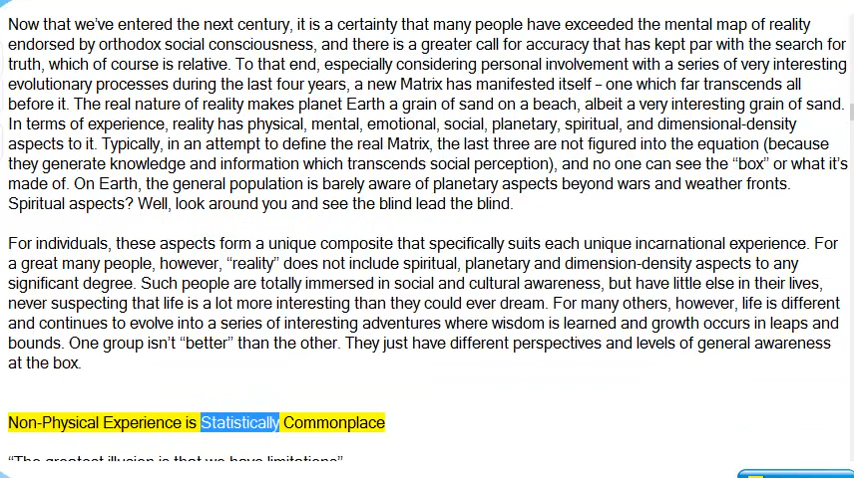 Now that we've entered the next century, it is a certainty that many people have exceeded the mental map of reality
endorsed by orthodox social consciousness, and there is a greater call for accuracy that has kept par with the search for
truth, which of course is relative. To that end, especially considering personal involvement with a series of very interesting
evolutionary processes during the last four years, a new Matrix has manifested itself – one which far transcends all
before it. The real nature of reality makes planet Earth a grain of sand on a beach, albeit a very interesting grain of sand.
In terms of experience, reality has physical, mental, emotional, social, planetary, spiritual, and dimensional-density
aspects to it. Typically, in an attempt to define the real Matrix, the last three are not figured into the equation (because
they generate knowledge and information which transcends social perception), and no one can see the “box” or what it's
made of. On Earth, the general population is barely aware of planetary aspects beyond wars and weather fronts.
Spiritual aspects? Well, look around you and see the blind lead the blind.
For individuals, these aspects form a unique composite that specifically suits each unique incarnational experience. For
a great many people, however, “reality” does not include spiritual, planetary and dimension-density aspects to any
significant degree. Such people are totally immersed in social and cultural awareness, but have little else in their lives,
never suspecting that life is a lot more interesting than they could ever dream. For many others, however, life is different
and continues to evolve into a series of interesting adventures where wisdom is learned and growth occurs in leaps and
bounds. One group isn't “better” than the other. They just have different perspectives and levels of general awareness
at the box.
Non-Physical Experience is Statistically Commonplace
“The greatest illusion is that we have limitations”